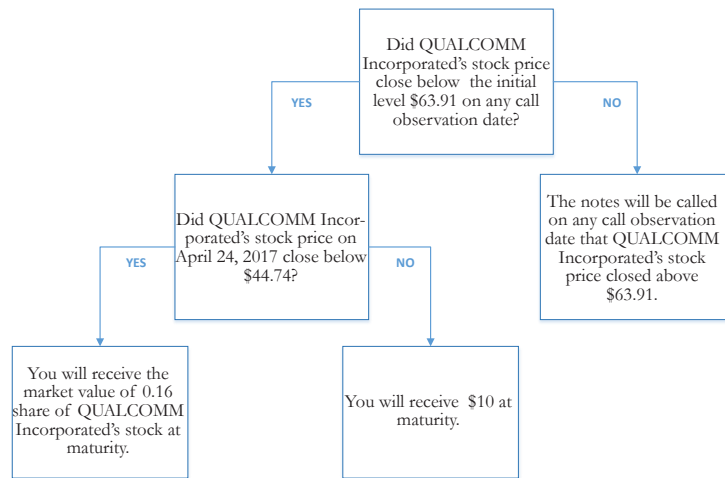 Did QUALCOMM
Incorporated’s stock price
close below the initial
level $63.91 on any call
observation date?
YES
NO
Did QUALCOMM Incor-
porated’s stock price on
April 24, 2017 close below
$44.74?
The notes will be called
on any call observation
date that QUALCOMM
Incorporated’s stock
price closed above
$63.91.
YES
NO
You will receive the
market value of 0.16
share of QUALCOMM
Incorporated’s stock at
maturity.
You will receive $10 at
maturity.